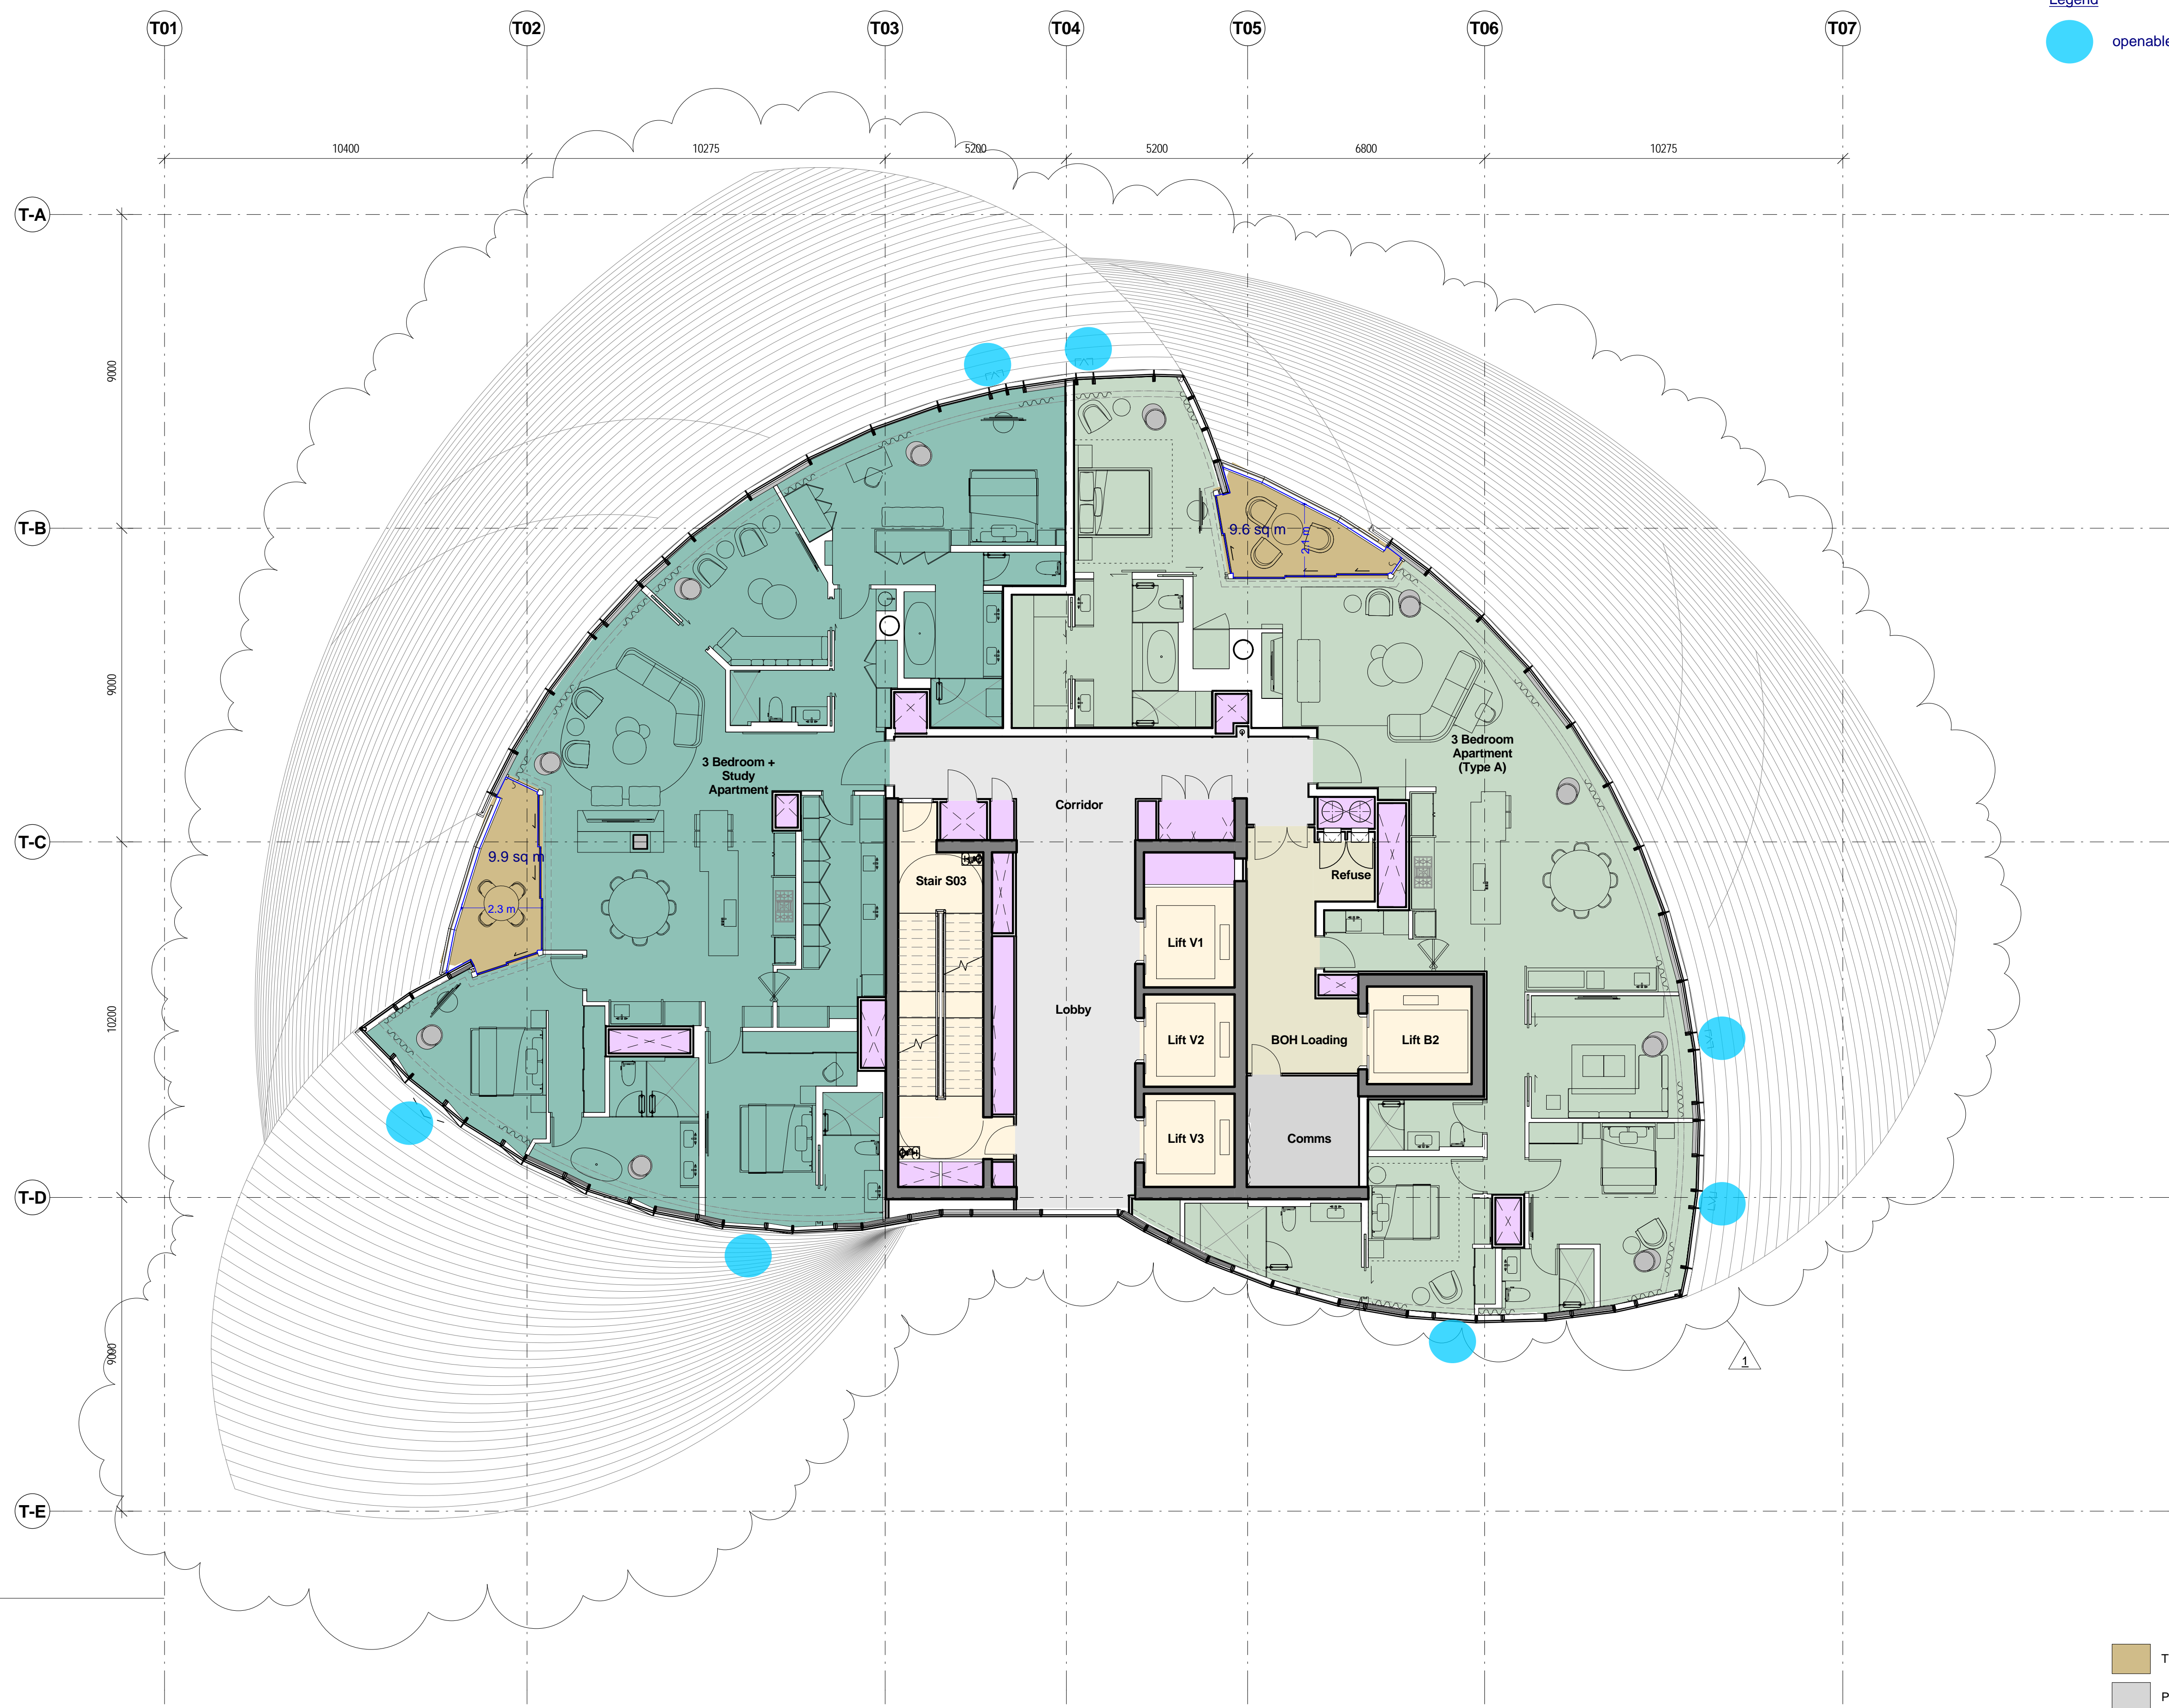 Legend
openable
T01
T02
T03
T04
T05
T06
T07
10400
10275
5200
5200
6800
10275
T-A
9000
T-B
9.6 sq m
2.1 m
9000
3 Bedroom +
Study
Apartment
3 Bedroom
Apartment
(Type A)
Corridor
T-C
9.9 sq m
2.3 m
Stair S03
Refuse
Lift V1
10200
Lobby
Lift V2
BOH Loading
Lift B2
Lift V3
Comms
T-D
9090
1
T-E
T
P